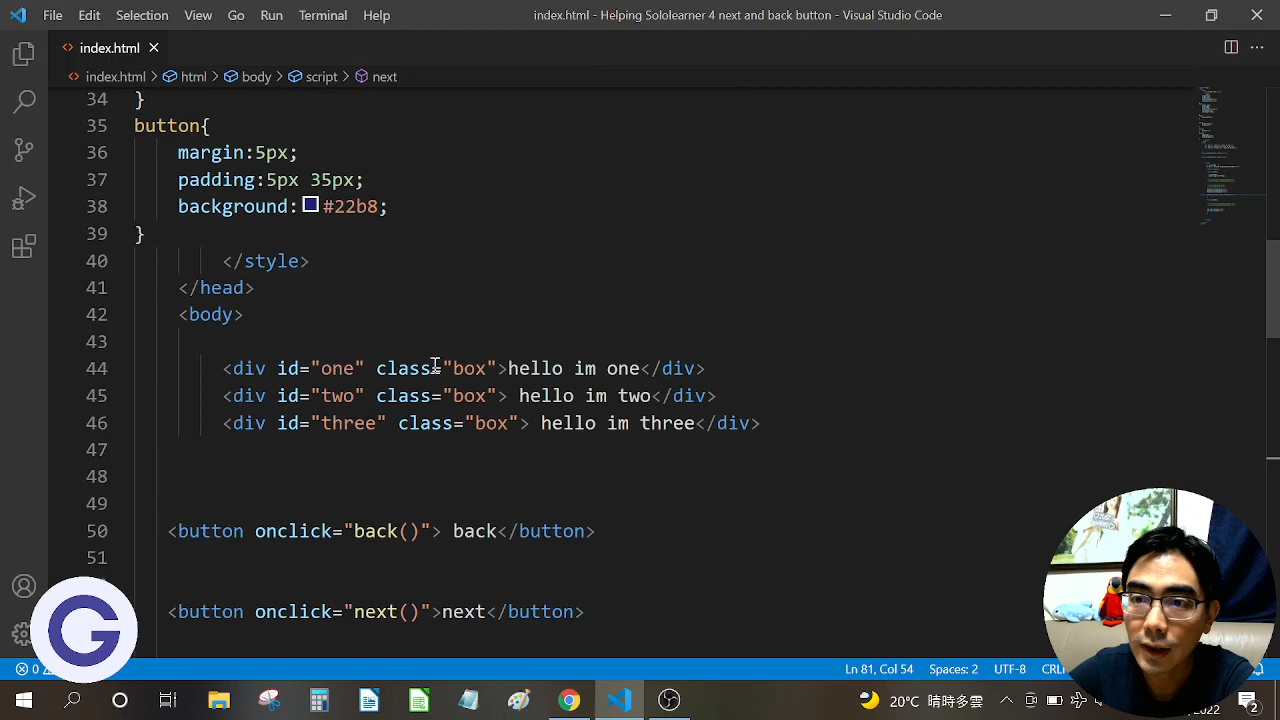 File Edit Selection View Go Run Terminal Help index.html - Helping Sololearner 4 next and back button - Visual Studio Code
index.html
index.html > html > body > script > next
34 }
35 button{
36 margin:5px;
37 padding:5px 35px;
38 background: #22b8;
39 }
40 </style>
41 </head>
42 <body>
43
44 <div id="one" class="box">hello im one</div>
45 <div id="two" class="box"> hello im two</div>
46 <div id="three" class="box"> hello im three</div>
47
48
49
50 <button onclick="back()"> back</button>
51
<button onclick="next()">next</button>
G
0 Ln 81, Col 54 Spaces: 2 UTF-8 CRL
20°C 時時多雲 2022 2